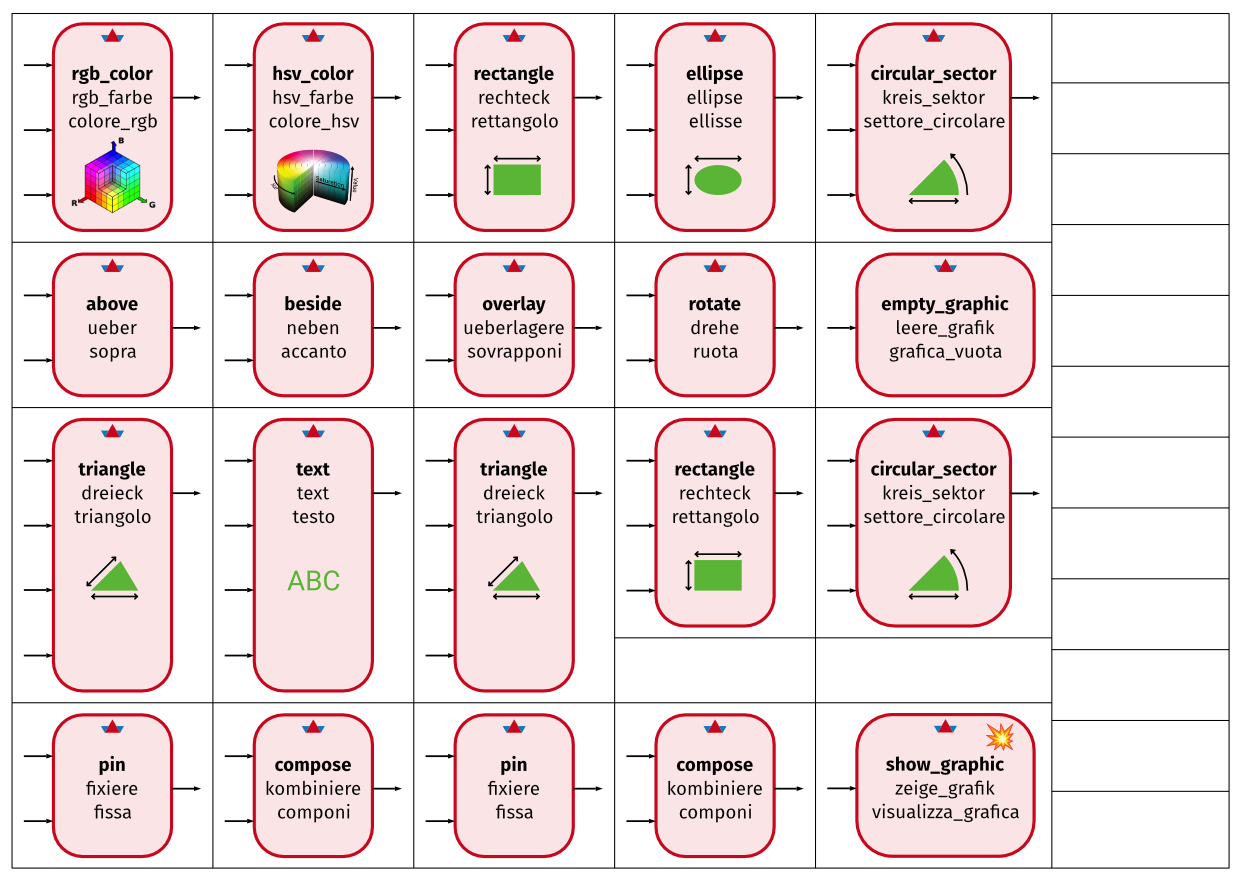 rgb_color
rgb_farbe
colore_rgb
B
R
G
hsv_color
hsv_farbe
colore_hsv
Saturation
Value
rectangle
rechteck
rettangolo
ellipse
ellipse
ellisse
circular_sector
kreis_sektor
settore_circolare
above
ueber
sopra
beside
neben
accanto
overlay
ueberlagere
sovrapponi
rotate
drehe
ruota
empty_graphic
leere_grafik
grafica_vuota
triangle
dreieck
triangolo
text
text
testo
ABC
triangle
dreieck
triangolo
rectangle
rechteck
rettangolo
circular_sector
kreis_sektor
settore_circolare
pin
fixiere
fissa
compose
kombiniere
componi
pin
fixiere
fissa
compose
kombiniere
componi
show_graphic
zeige_grafik
visualizza_grafica